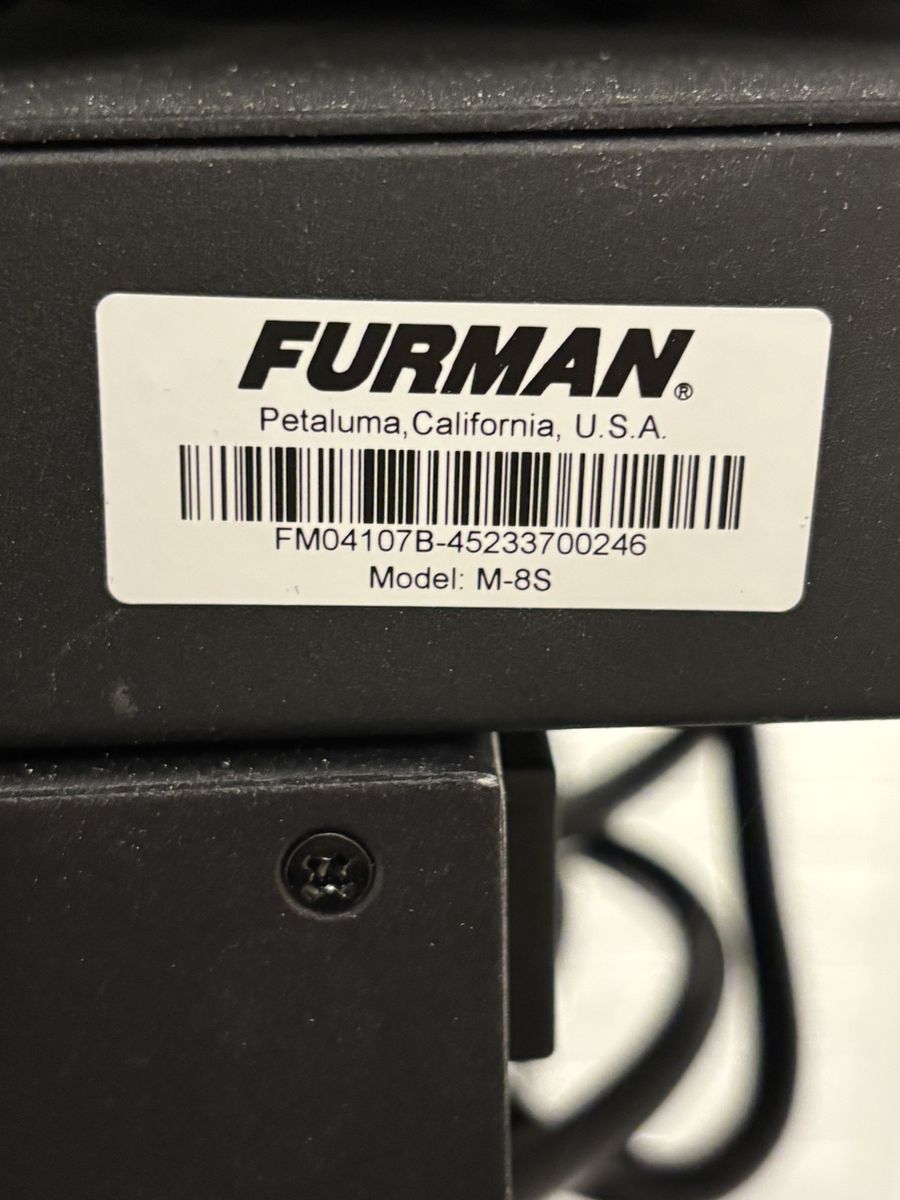 FURMAN®
Petaluma,California, U.S.A.
FM04107B-45233700246
Model: M-8S